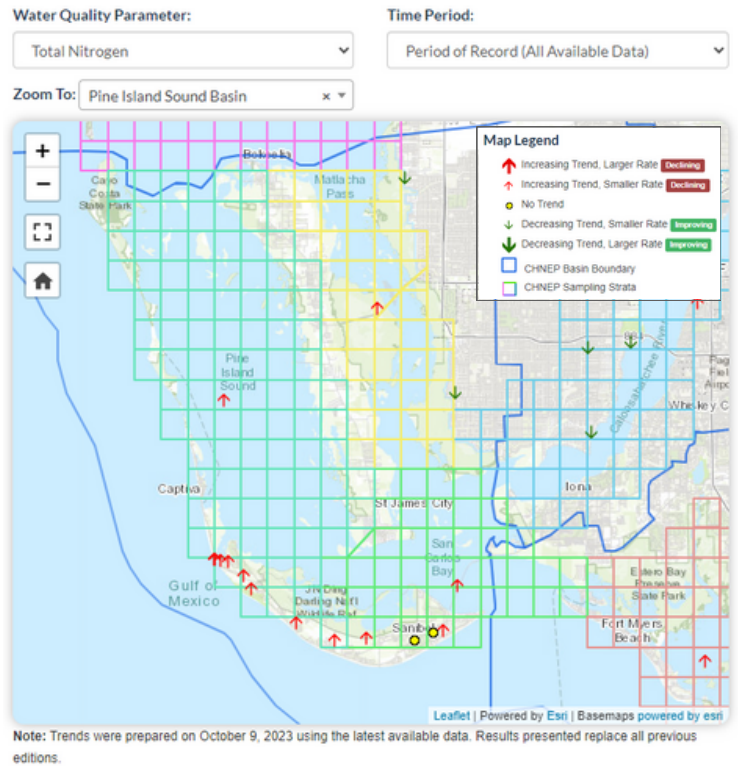 Water Quality Parameter:
Time Period:
Total Nitrogen
Period of Record (All Available Data)
Zoom To:
Pine Island Sound Basin
×
+
−
Map Legend
Increasing Trend, Larger Rate Declining
Increasing Trend, Smaller Rate Declining
No Trend
Decreasing Trend, Smaller Rate Improving
Decreasing Trend, Larger Rate Improving
CHNEP Basin Boundary
CHNEP Sampling Strata
Bokeelia
Cayo
Costa
State Park
Matlacha
Pass
Pine
Island
Sound
Caloosahatchee River
Captiva
St James City
Iona
San
Carlos
Bay
Gulf of
Mexico
J N Ding
Darling Nat'l
Wildlife Ref
Sanibel
Estero Bay
Preserve
State Park
Fort Myers
Beach
Leaflet | Powered by Esri | Basemaps powered by esri
Note: Trends were prepared on October 9, 2023 using the latest available data. Results presented replace all previous
editions.